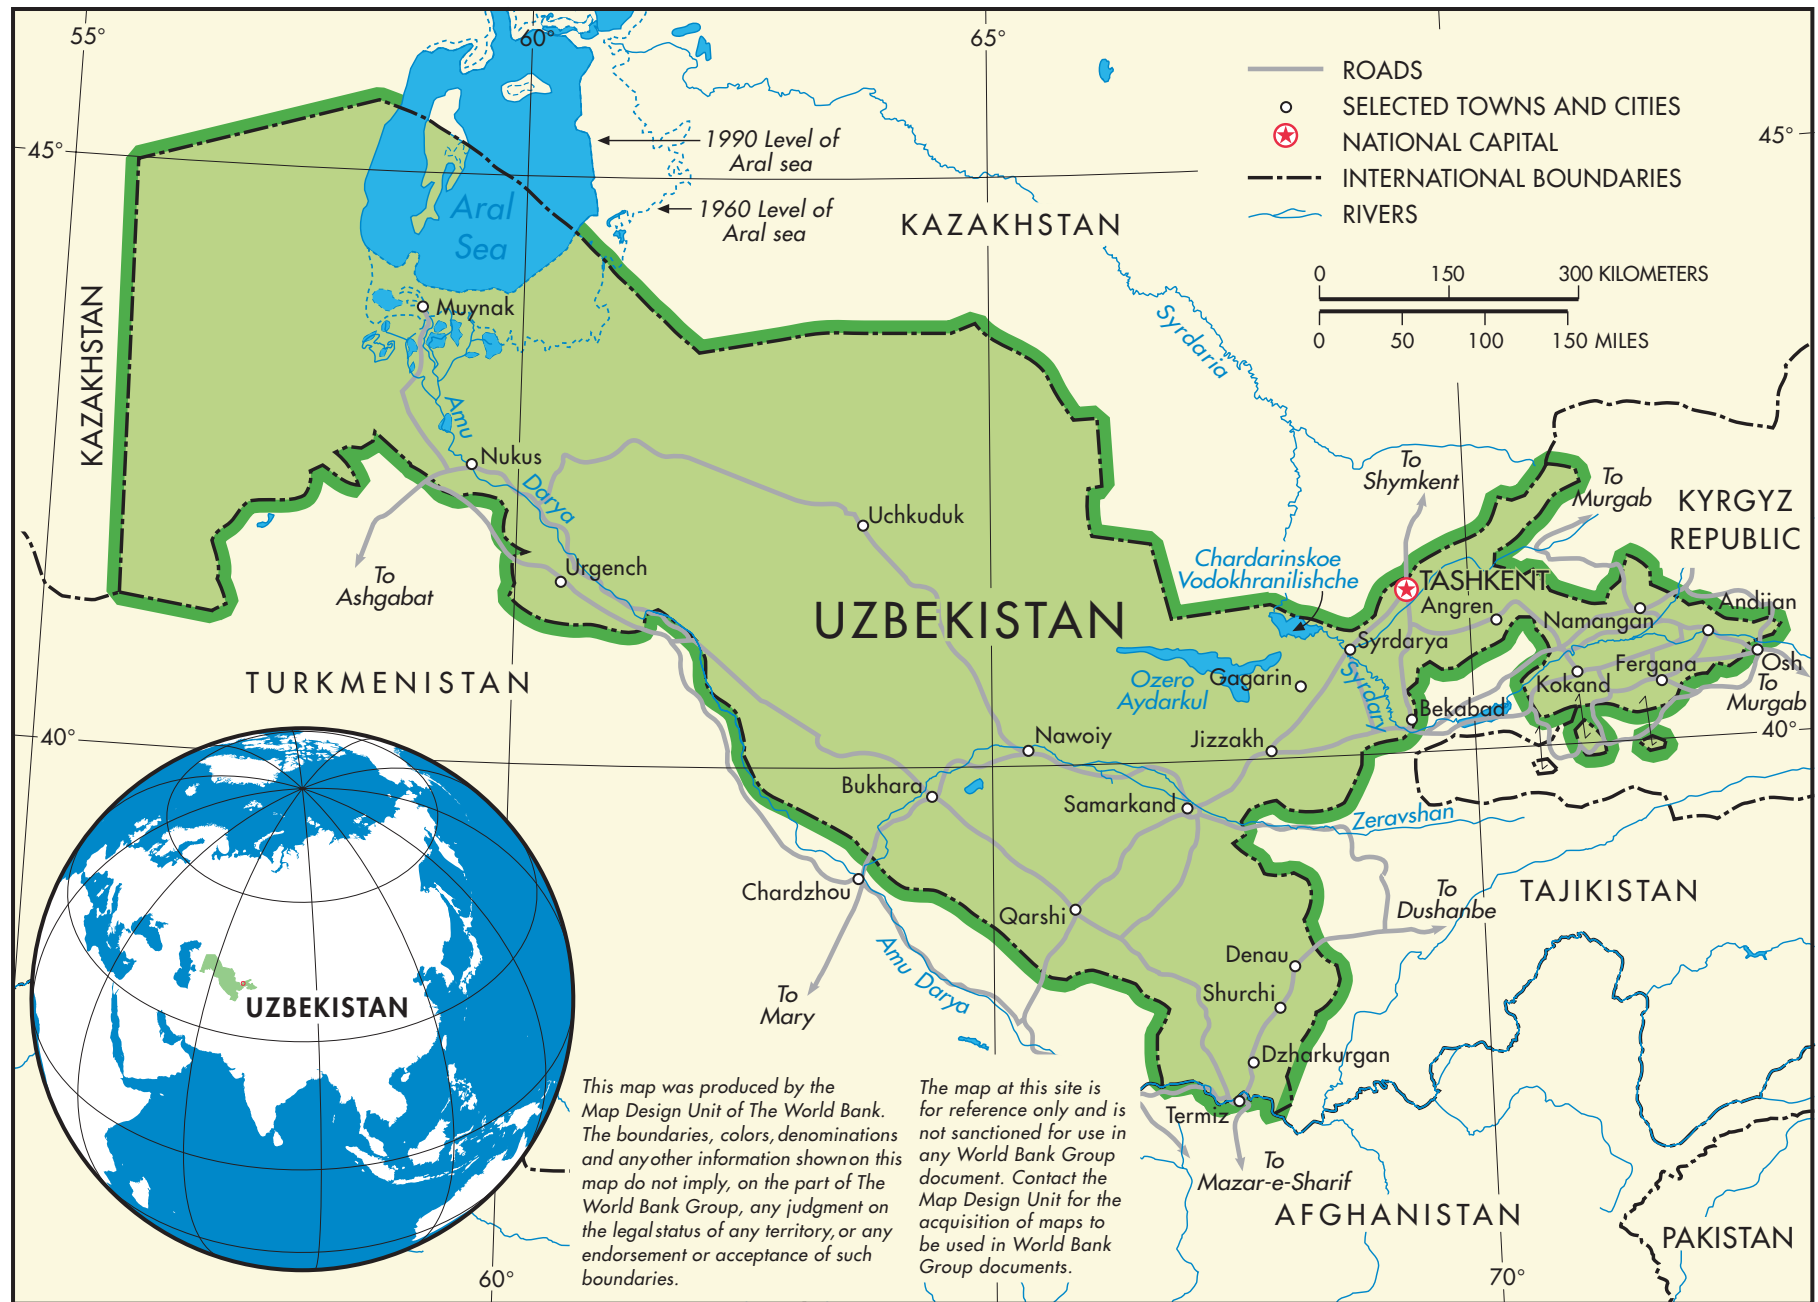 55°
60°
65°
ROADS
SELECTED TOWNS AND CITIES
NATIONAL CAPITAL
INTERNATIONAL BOUNDARIES
RIVERS
45°
45°
1990 Level of
Aral sea
1960 Level of
Aral sea
Aral
Sea
KAZAKHSTAN
0 150 300 KILOMETERS
0 50 100 150 MILES
KAZAKHSTAN
Muynak
Syrdaria
Amu
Nukus
Darya
Uchkuduk
To
Shymkent
To
Murgab
KYRGYZ
REPUBLIC
To
Ashgabat
Urgench
Chardarinskoe
Vodokhranilishche
TASHKENT
Angren
Namangan
Andijan
UZBEKISTAN
Syrdarya
Syrdary
Fergana
Osh
TURKMENISTAN
Ozero
Aydarkul
Gagarin
Kokand
To
Murgab
Bekabad
40°
40°
Nawoiy
Jizzakh
Bukhara
Samarkand
Zeravshan
Chardzhou
Qarshi
To
Dushanbe
TAJIKISTAN
Amu Darya
Denau
Shurchi
To
Mary
UZBEKISTAN
Dzharkurgan
Termiz
To
Mazar-e-Sharif
AFGHANISTAN
PAKISTAN
This map was produced by the
Map Design Unit of The World Bank.
The boundaries, colors, denominations
and any other information shown on this
map do not imply, on the part of The
World Bank Group, any judgment on
the legal status of any territory, or any
endorsement or acceptance of such
boundaries.
The map at this site is
for reference only and is
not sanctioned for use in
any World Bank Group
document. Contact the
Map Design Unit for the
acquisition of maps to
be used in World Bank
Group documents.
60°
70°